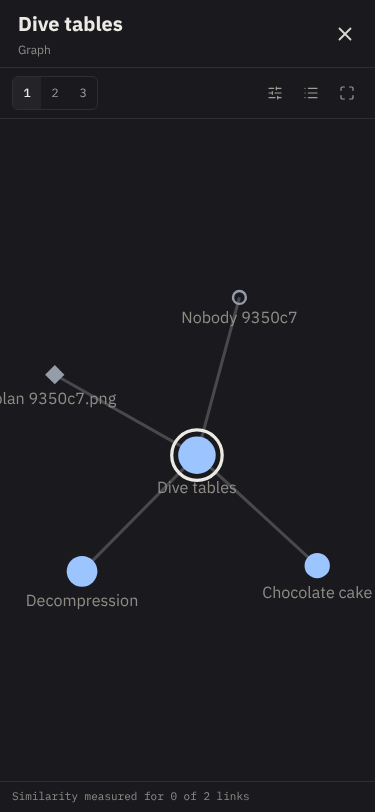 Dive tables
Graph
1 2 3
Nobody 9350c7
plan 9350c7.png
Dive tables
Decompression
Chocolate cake
Similarity measured for 0 of 2 links